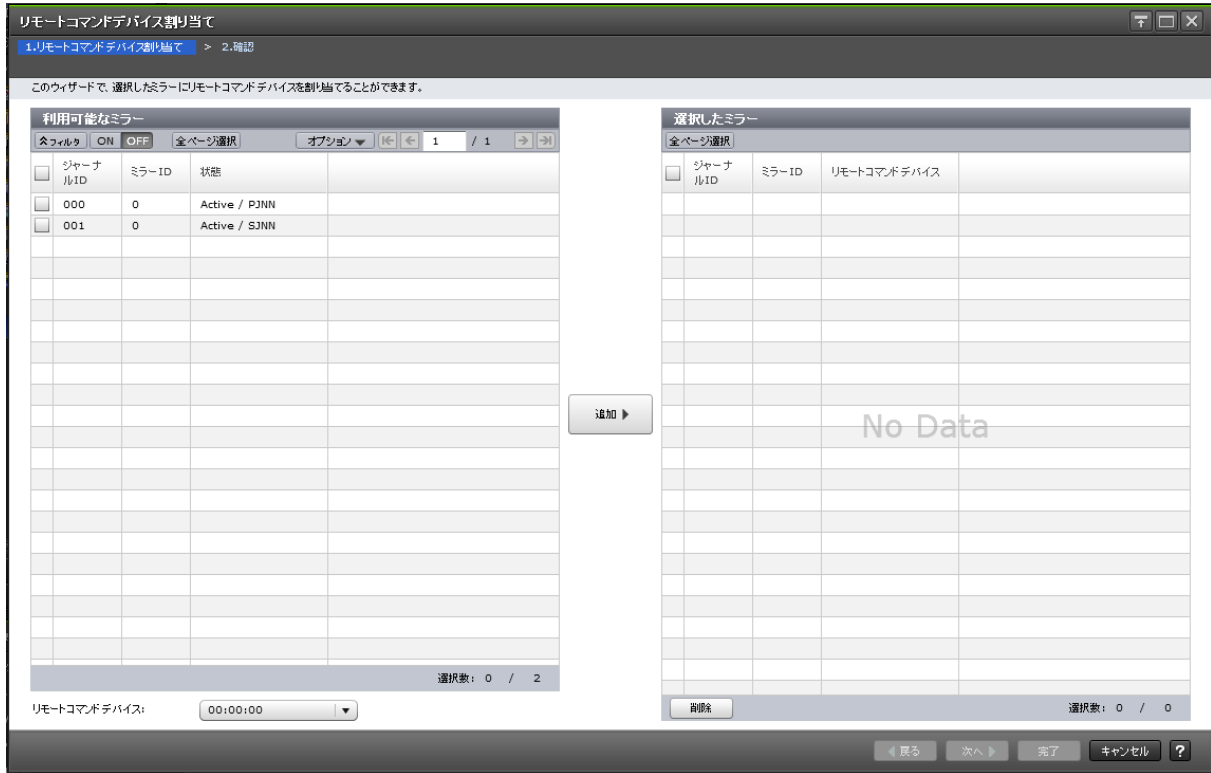 リモートコマンドデバイス割り当て
1.リモートコマンドデバイス割り当て > 2.確認
このウィザードで、選択したミラーにリモートコマンドデバイスを割り当てることができます。
利用可能なミラー
フィルタ ON OFF 全ページ選択 オプション 1 / 1
ジャーナルID ミラーID 状態
000 0 Active / PJNN
001 0 Active / SJNN
選択数: 0 / 2
リモートコマンドデバイス: 00:00:00
追加
選択したミラー
全ページ選択
ジャーナルID ミラーID リモートコマンドデバイス
No Data
削除 選択数: 0 / 0
戻る 次へ 完了 キャンセル ?